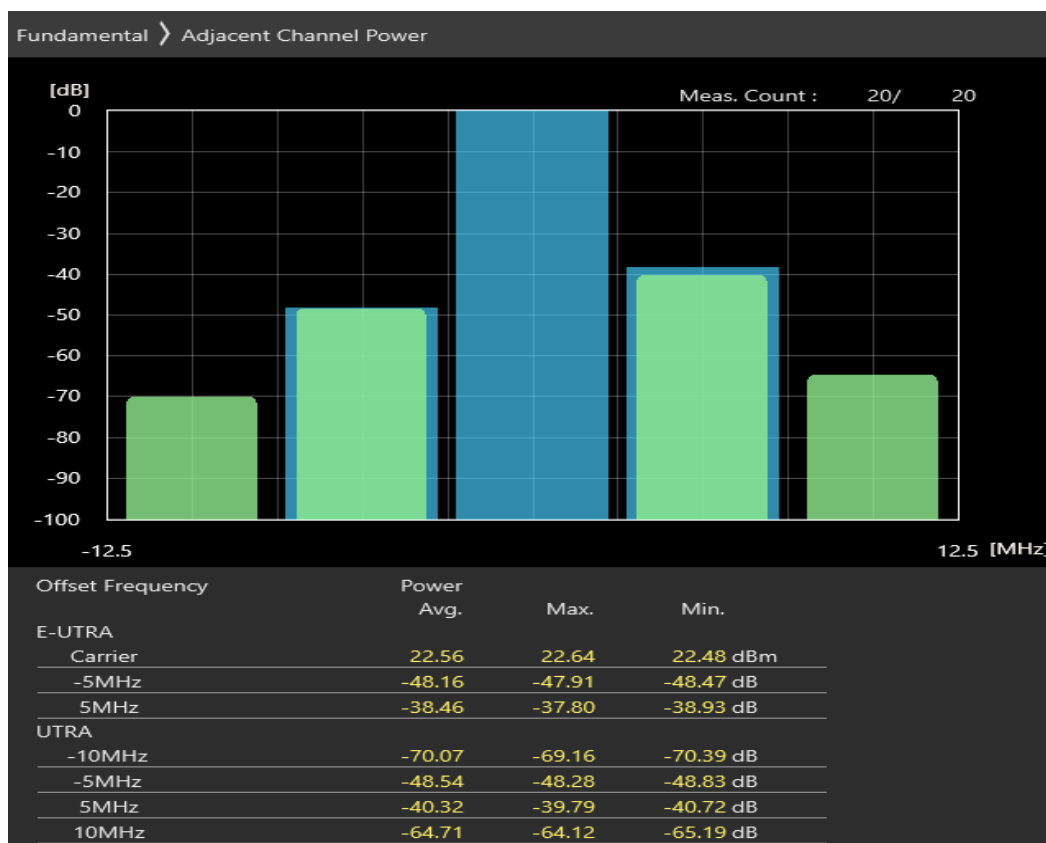 Fundamental 〉 Adjacent Channel Power
[dB]
Meas. Count : 20/ 20
0
-10
-20
-30
-40
-50
-60
-70
-80
-90
-100
-12.5 12.5 [MHz]
Offset Frequency Power
Avg. Max. Min.
E-UTRA
Carrier 22.56 22.64 22.48 dBm
-5MHz -48.16 -47.91 -48.47 dB
5MHz -38.46 -37.80 -38.93 dB
UTRA
-10MHz -70.07 -69.16 -70.39 dB
-5MHz -48.54 -48.28 -48.83 dB
5MHz -40.32 -39.79 -40.72 dB
10MHz -64.71 -64.12 -65.19 dB